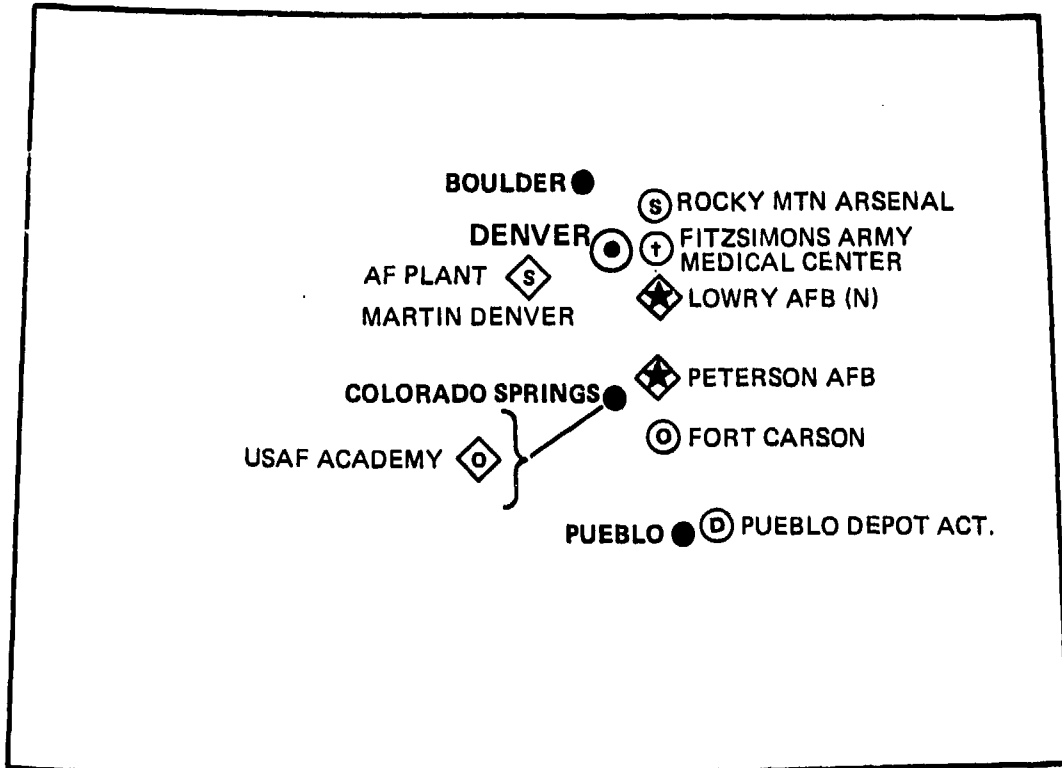 BOULDER
S ROCKY MTN ARSENAL
DENVER
† FITZSIMONS ARMY
MEDICAL CENTER
AF PLANT S
MARTIN DENVER
LOWRY AFB (N)
PETERSON AFB
COLORADO SPRINGS
O FORT CARSON
USAF ACADEMY O
PUEBLO
D PUEBLO DEPOT ACT.